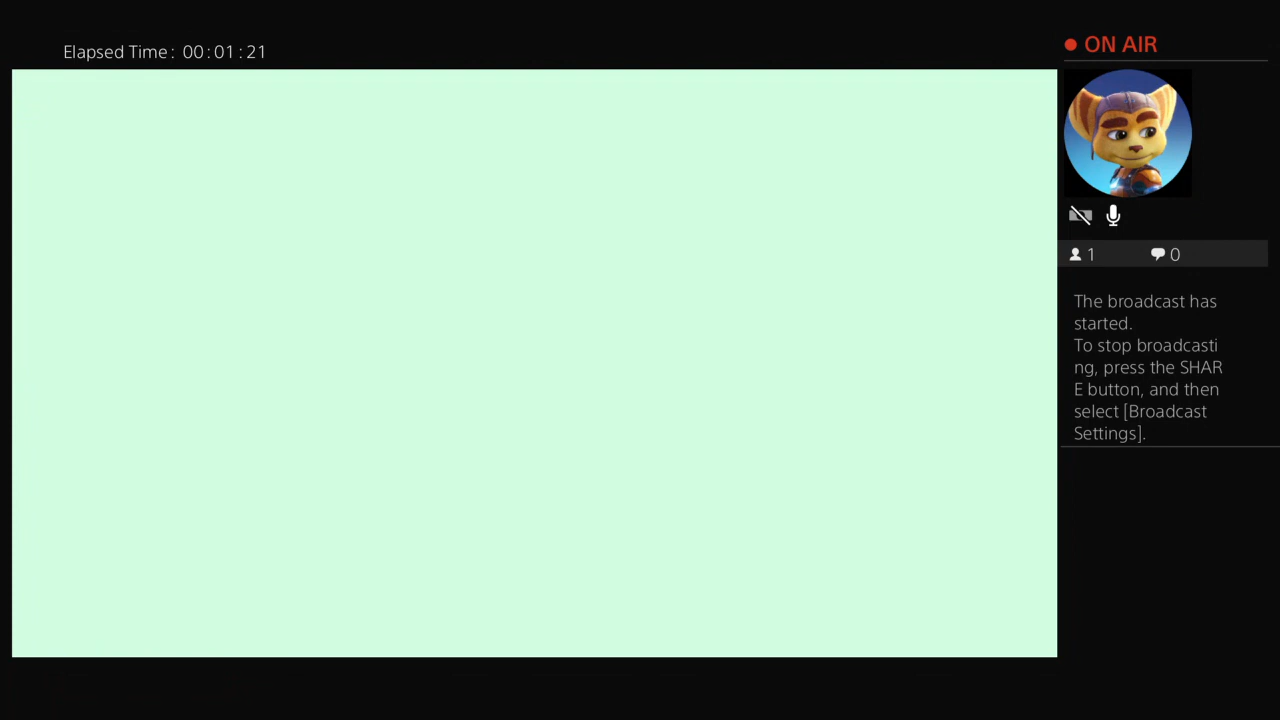 Elapsed Time: 00:01:21
ON AIR
1 0
The broadcast has
started.
To stop broadcasti
ng, press the SHAR
E button, and then
select [Broadcast
Settings].